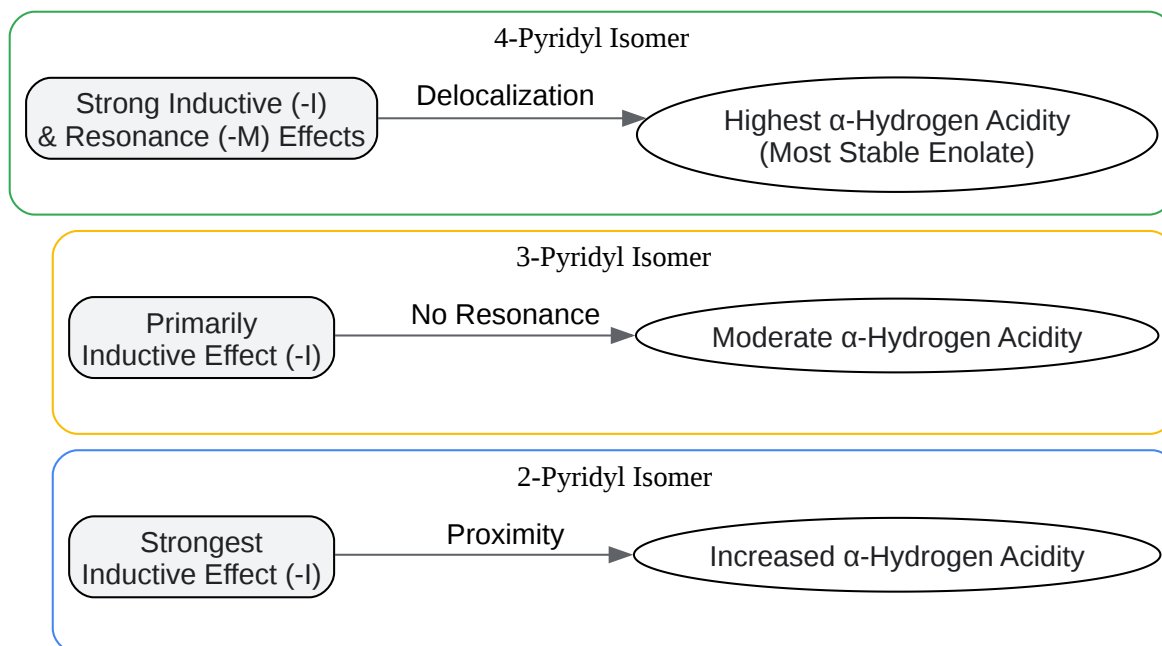 4-Pyridyl Isomer
Strong Inductive (-I)
& Resonance (-M) Effects
Delocalization
Highest α-Hydrogen Acidity
(Most Stable Enolate)
3-Pyridyl Isomer
Primarily
Inductive Effect (-I)
No Resonance
Moderate α-Hydrogen Acidity
2-Pyridyl Isomer
Strongest
Inductive Effect (-I)
Proximity
Increased α-Hydrogen Acidity